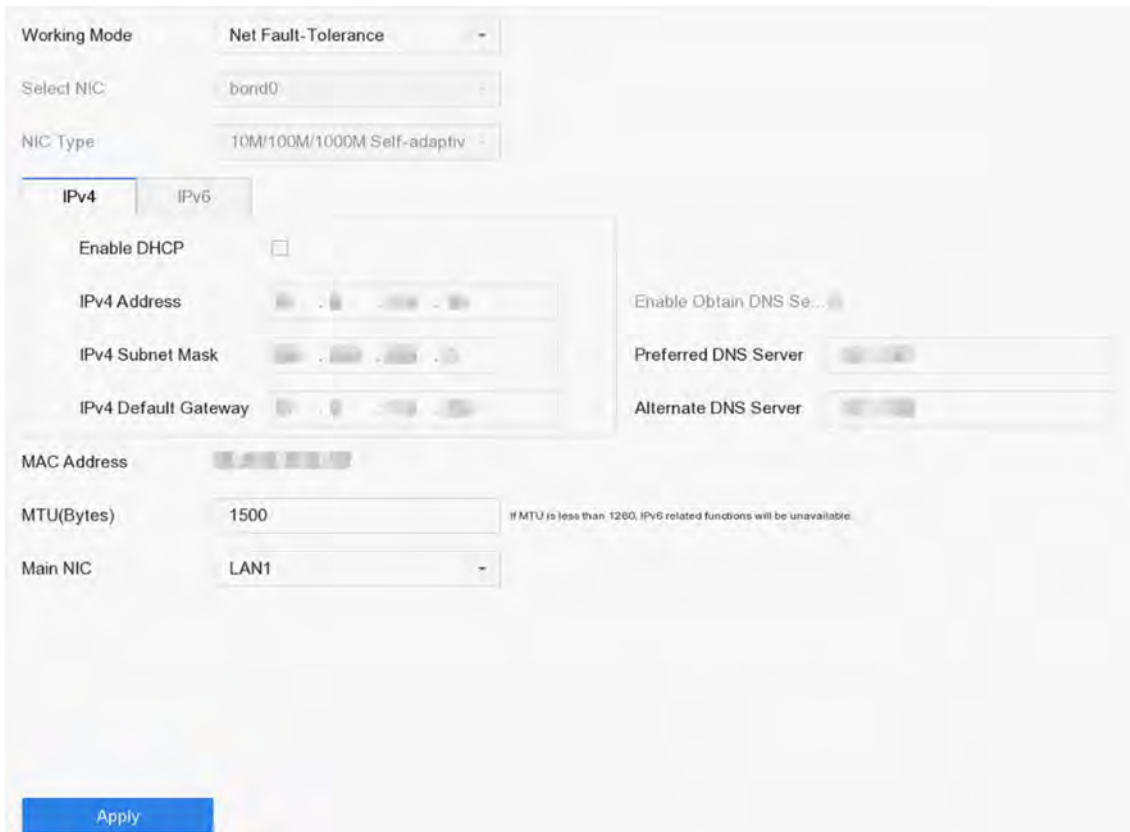 Working Mode Net Fault-Tolerance
Select NIC bond0
NIC Type 10M/100M/1000M Self-adaptiv
IPv4 IPv6
Enable DHCP
IPv4 Address Enable Obtain DNS Se...
IPv4 Subnet Mask Preferred DNS Server
IPv4 Default Gateway Alternate DNS Server
MAC Address
MTU(Bytes) 1500 If MTU is less than 1280, IPv6 related functions will be unavailable.
Main NIC LAN1
Apply